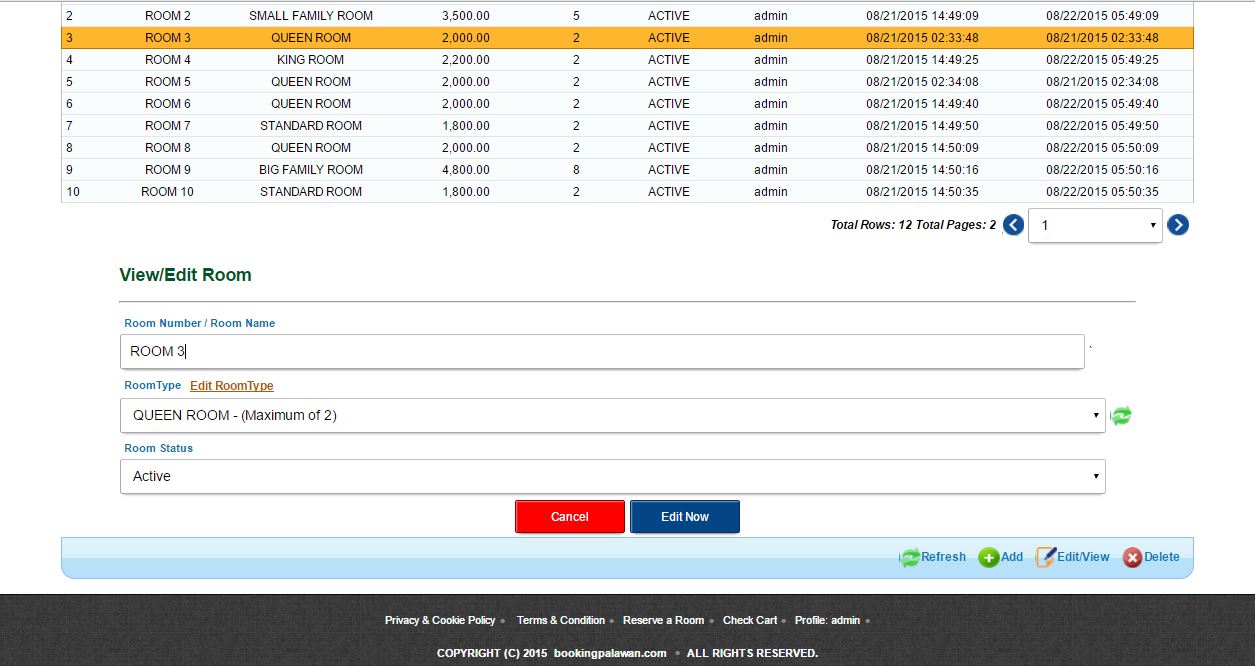 2 ROOM 2 SMALL FAMILY ROOM 3,500.00 5 ACTIVE admin 08/21/2015 14:49:09 08/22/2015 05:49:09
3 ROOM 3 QUEEN ROOM 2,000.00 2 ACTIVE admin 08/21/2015 02:33:48 08/21/2015 02:33:48
4 ROOM 4 KING ROOM 2,200.00 2 ACTIVE admin 08/21/2015 14:49:25 08/22/2015 05:49:25
5 ROOM 5 QUEEN ROOM 2,000.00 2 ACTIVE admin 08/21/2015 02:34:08 08/21/2015 02:34:08
6 ROOM 6 QUEEN ROOM 2,000.00 2 ACTIVE admin 08/21/2015 14:49:40 08/22/2015 05:49:40
7 ROOM 7 STANDARD ROOM 1,800.00 2 ACTIVE admin 08/21/2015 14:49:50 08/22/2015 05:49:50
8 ROOM 8 QUEEN ROOM 2,000.00 2 ACTIVE admin 08/21/2015 14:50:09 08/22/2015 05:50:09
9 ROOM 9 BIG FAMILY ROOM 4,800.00 8 ACTIVE admin 08/21/2015 14:50:16 08/22/2015 05:50:16
10 ROOM 10 STANDARD ROOM 1,800.00 2 ACTIVE admin 08/21/2015 14:50:35 08/22/2015 05:50:35
Total Rows: 12 Total Pages: 2 1
View/Edit Room
Room Number / Room Name
ROOM 3 `
RoomType Edit RoomType
QUEEN ROOM - (Maximum of 2)
Room Status
Active
Cancel Edit Now
Refresh Add Edit/View Delete
Privacy & Cookie Policy • Terms & Condition • Reserve a Room • Check Cart • Profile: admin •
COPYRIGHT (C) 2015 bookingpalawan.com • ALL RIGHTS RESERVED.